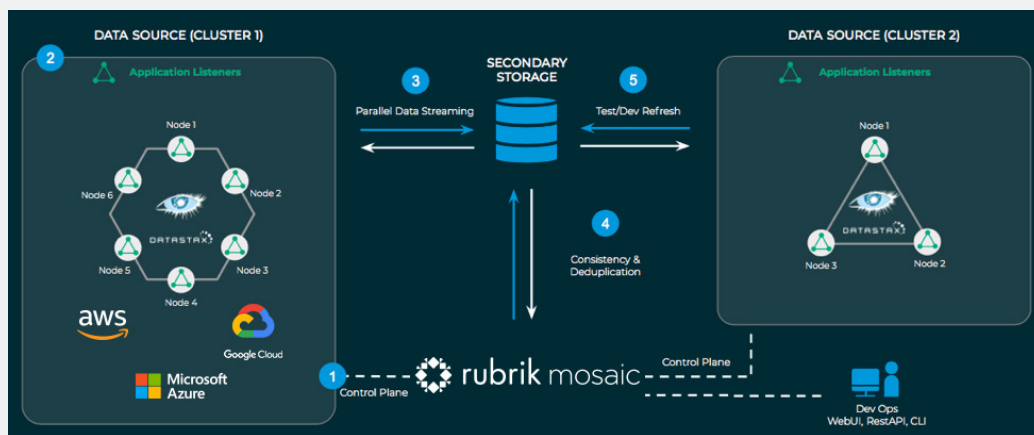 DATA SOURCE (CLUSTER 1)
2
Application Listeners
Node 1
Node 2
Node 3
Node 4
Node 5
Node 6
DATASTAX
aws
Google Cloud
Microsoft
Azure
3
Parallel Data Streaming
SECONDARY
STORAGE
5
Test/Dev Refresh
4
Consistency &
Deduplication
1
Control Plane
rubrik mosaic
Control Plane
DATA SOURCE (CLUSTER 2)
Application Listeners
Node 1
Node 2
Node 3
DATASTAX
Dev Ops
WebUI, RestAPI, CLI